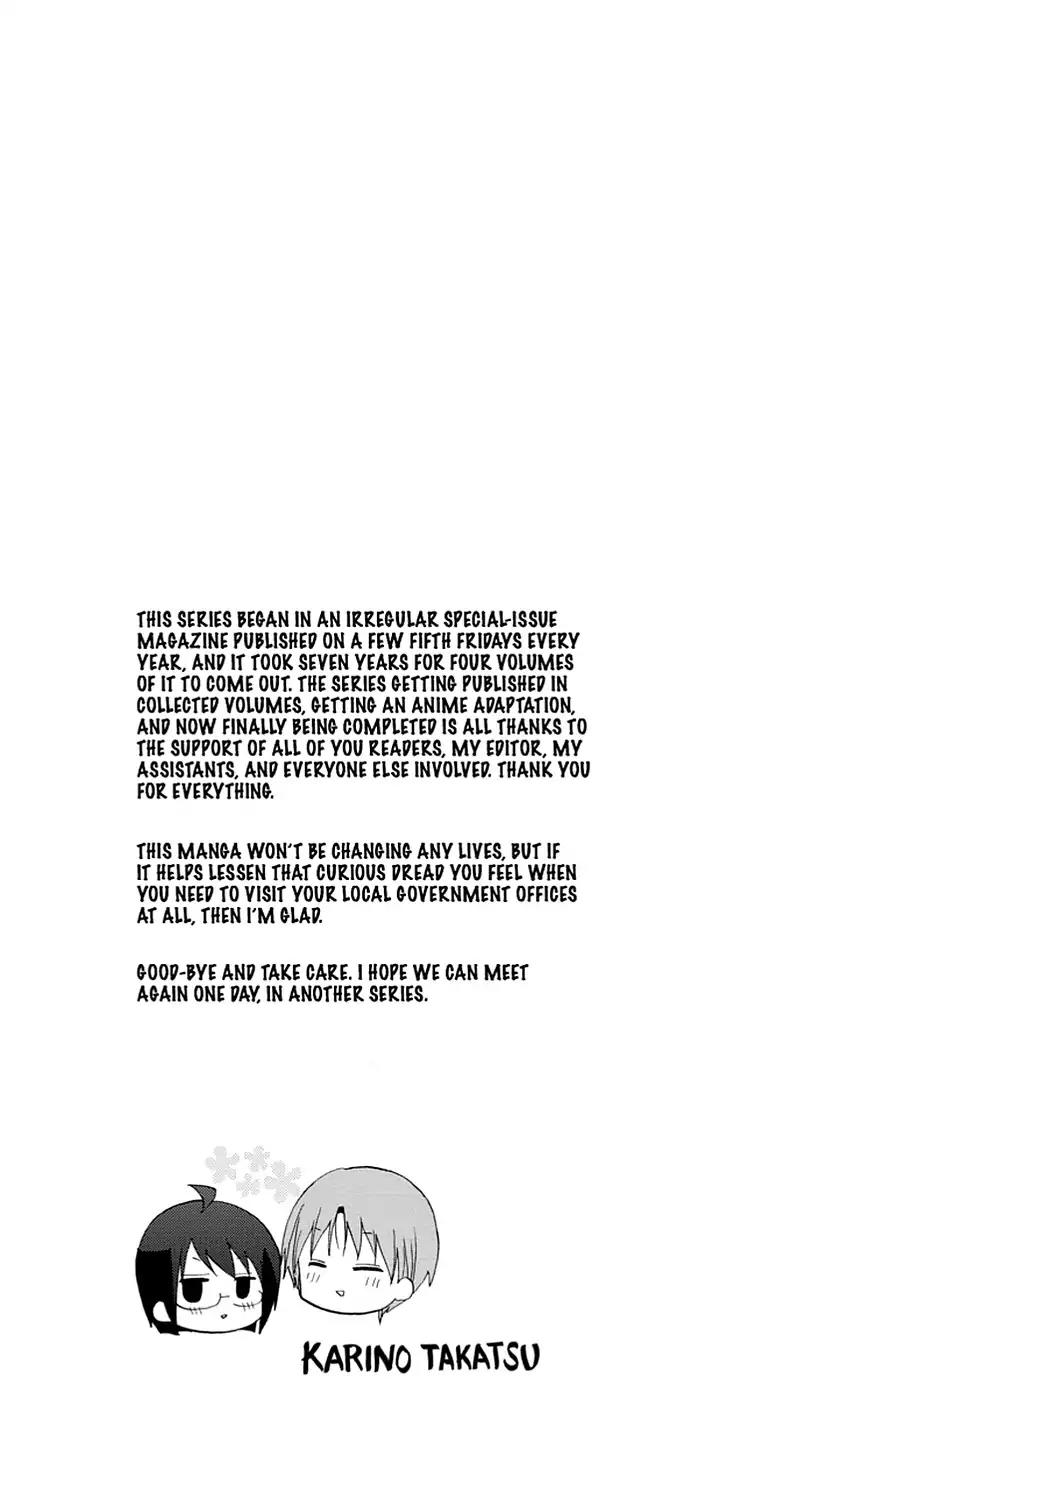 THIS SERIES BEGAN IN AN IRREGULAR SPECIAL-ISSUE
MAGAZINE PUBLISHED ON A FEW FIFTH FRIDAYS EVERY
YEAR, AND IT TOOK SEVEN YEARS FOR FOUR VOLUMES
OF IT TO COME OUT. THE SERIES GETTING PUBLISHED IN
COLLECTED VOLUMES, GETTING AN ANIME ADAPTATION,
AND NOW FINALLY BEING COMPLETED IS ALL THANKS TO
THE SUPPORT OF ALL OF YOU READERS, MY EDITOR, MY
ASSISTANTS, AND EVERYONE ELSE INVOLVED. THANK YOU
FOR EVERYTHING.
THIS MANGA WON'T BE CHANGING ANY LIVES, BUT IF
IT HELPS LESSEN THAT CURIOUS DREAD YOU FEEL WHEN
YOU NEED TO VISIT YOUR LOCAL GOVERNMENT OFFICES
AT ALL, THEN I'M GLAD.
GOOD-BYE AND TAKE CARE. I HOPE WE CAN MEET
AGAIN ONE DAY, IN ANOTHER SERIES.
KARINO TAKATSU